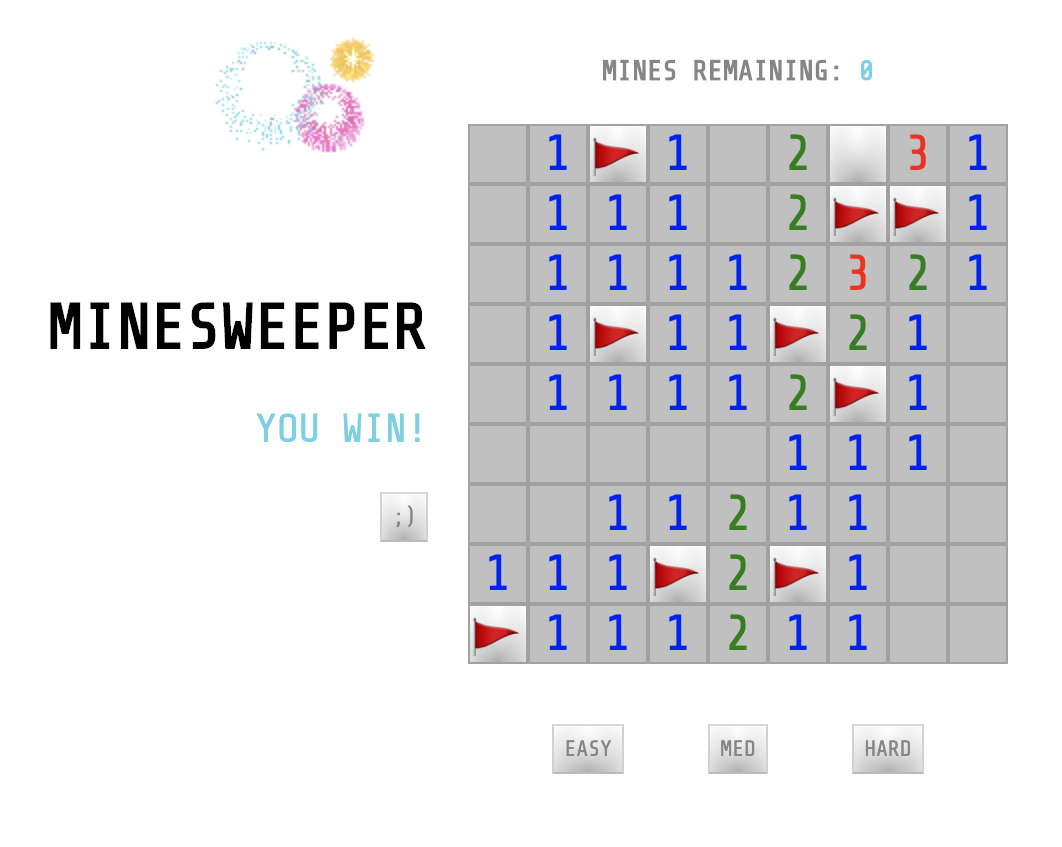 MINES REMAINING: 0
1 1 2 3 1
1 1 1 2 1
1 1 1 1 2 3 2 1
MINESWEEPER
1 1 1 2 1
1 1 1 1 2 1
YOU WIN!
1 1 1
;)
1 1 2 1 1
1 1 1 2 1
1 1 1 2 1 1
EASY MED HARD